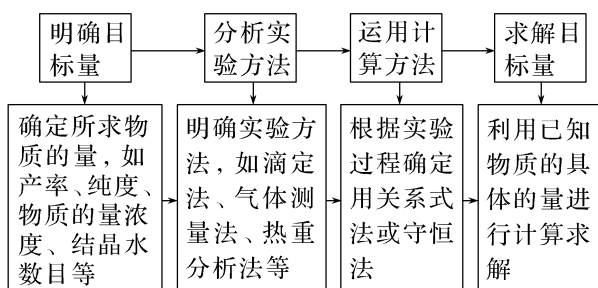 明确目
标量
分析实
验方法
运用计
算方法
求解目
标量
确定所求物
质的量,如
产率、纯度、
物质的量浓
度、结晶水
数目等
明确实验方
法,如滴定
法、气体测
量法、热重
分析法等
根据实验
过程确定
用关系式
法或守恒
法
利用已知
物质的具
体的量进
行计算求
解